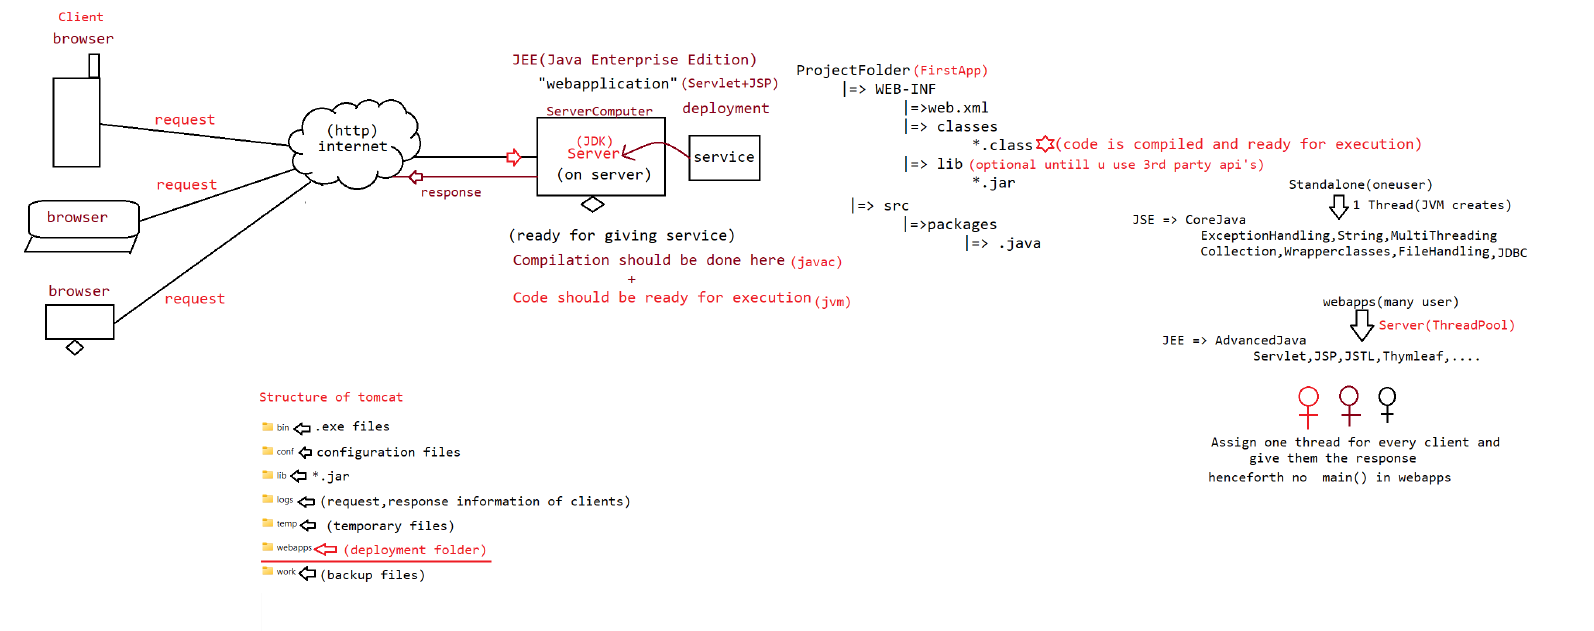 Client
browser
request
request
browser
browser
request
(http)
internet
response
JEE(Java Enterprise Edition)
"webapplication" (Servlet+JSP)
deployment
ServerComputer
(JDK)
Server
(on server)
service
(ready for giving service)
Compilation should be done here (javac)
+
Code should be ready for execution (jvm)
ProjectFolder (FirstApp)
|=> WEB-INF
|=>web.xml
|=> classes
*.class (code is compiled and ready for execution)
|=> lib (optional untill u use 3rd party api's)
*.jar
|=> src
|=>packages
|=> .java
Standalone(oneuser)
1 Thread(JVM creates)
JSE => CoreJava
ExceptionHandling,String,MultiThreading
Collection,Wrapperclasses,FileHandling,JDBC
webapps(many user)
Server(ThreadPool)
JEE => AdvancedJava
Servlet,JSP,JSTL,Thymleaf,....
Assign one thread for every client and
give them the response
henceforth no main() in webapps
Structure of tomcat
bin .exe files
conf configuration files
lib *.jar
logs (request,response information of clients)
temp (temporary files)
webapps (deployment folder)
work (backup files)